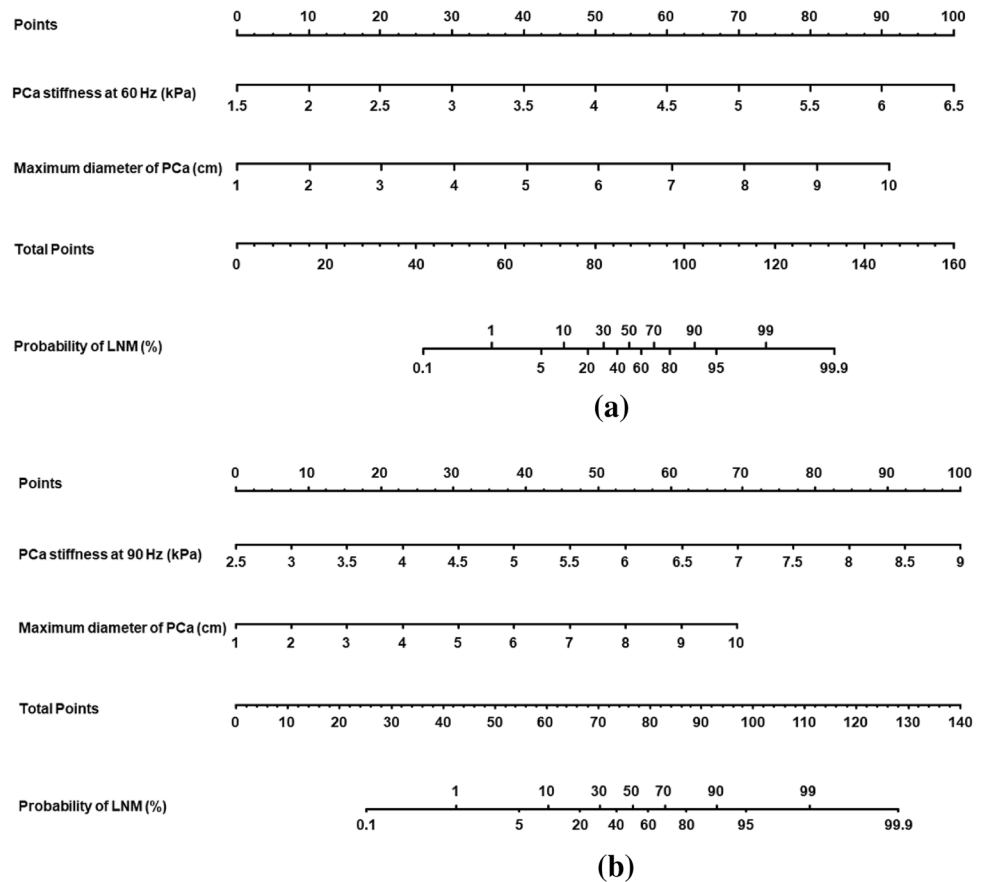 0 10 20 30 40 50 60 70 80 90 100
Points
PCa stiffness at 60 Hz (kPa)
1.5 2 2.5 3 3.5 4 4.5 5 5.5 6 6.5
Maximum diameter of PCa (cm)
1 2 3 4 5 6 7 8 9 10
Total Points
0 20 40 60 80 100 120 140 160
1 10 30 50 70 90 99
Probability of LNM (%)
0.1 5 20 40 60 80 95 99.9
(a)
0 10 20 30 40 50 60 70 80 90 100
Points
PCa stiffness at 90 Hz (kPa)
2.5 3 3.5 4 4.5 5 5.5 6 6.5 7 7.5 8 8.5 9
Maximum diameter of PCa (cm)
1 2 3 4 5 6 7 8 9 10
Total Points
0 10 20 30 40 50 60 70 80 90 100 110 120 130 140
1 10 30 50 70 90 99
Probability of LNM (%)
0.1 5 20 40 60 80 95 99.9
(b)